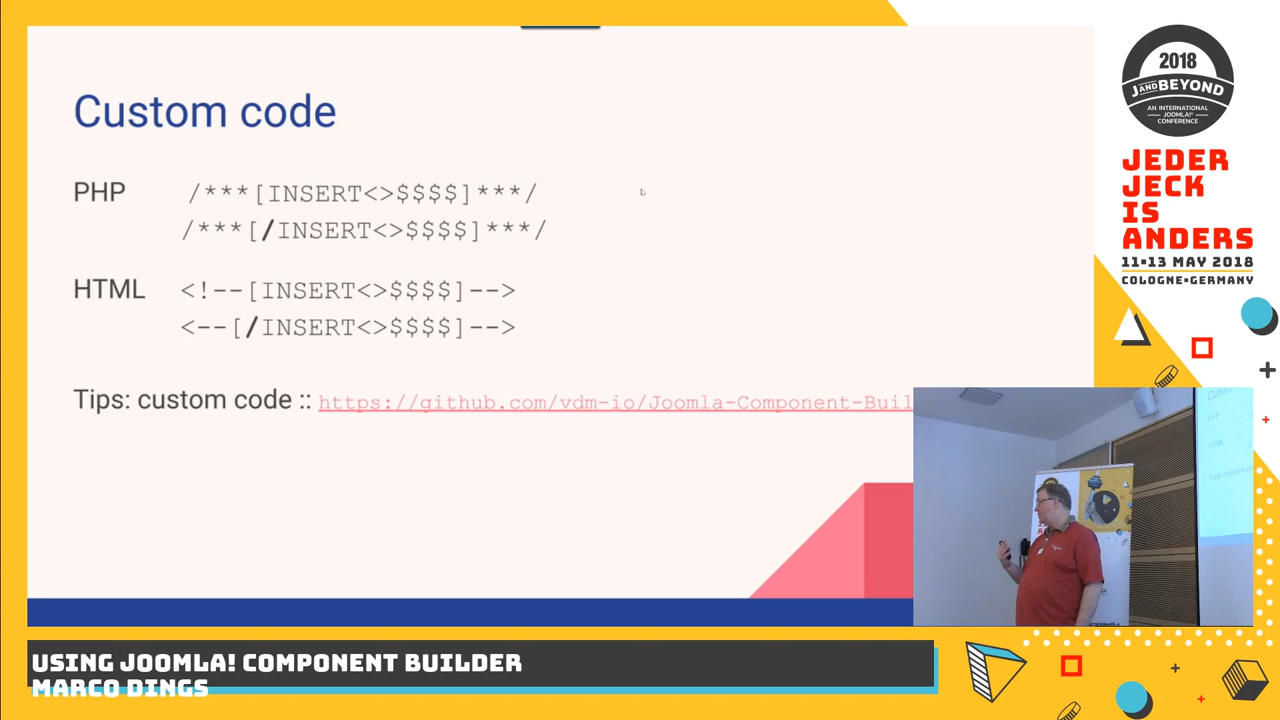 Custom code
PHP /***[INSERT<>$$$$]***/
/***[/INSERT<>$$$$]***/
HTML <!--[INSERT<>$$$$]-->
<--[/INSERT<>$$$$]-->
Tips: custom code :: https://github.com/vdm-io/Joomla-Component-Buil
2018
JANDBEYOND
AN INTERNATIONAL
JOOMLA!
CONFERENCE
JEDER
JECK
IS
ANDERS
11-13 MAY 2018
COLOGNE-GERMANY
USING JOOMLA! COMPONENT BUILDER
MARCO DINGS